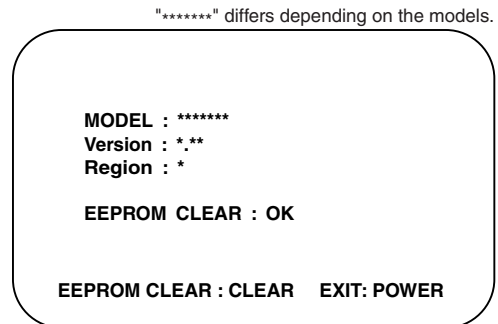 "*******" differs depending on the models.
MODEL : *******
Version : *.**
Region : *
EEPROM CLEAR : OK
EEPROM CLEAR : CLEAR EXIT: POWER